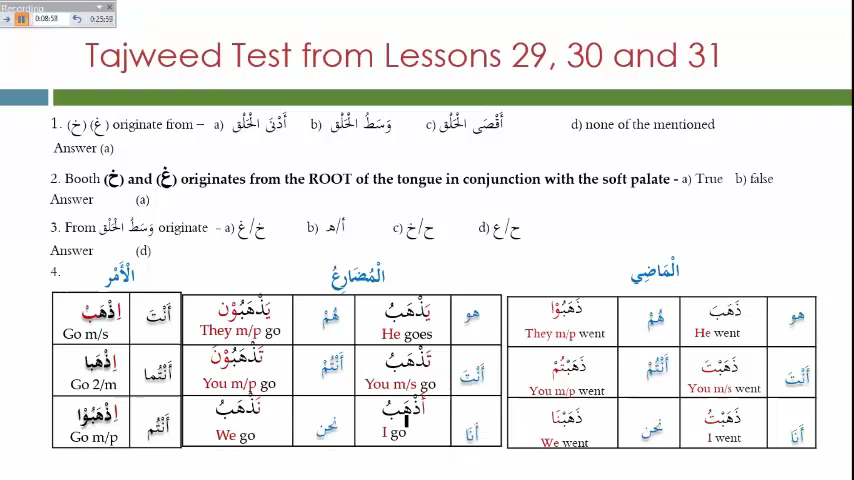 Recording
0:08:58
0:25:59
Tajweed Test from Lessons 29, 30 and 31
1. (خ) (غ) originate from – a) أَدْنَى الْحَلْق b) وَسَطُ الْحَلْق c) أَقْصَى الْحَلْق d) none of the mentioned
Answer (a)
2. Booth (خ) and (غ) originates from the ROOT of the tongue in conjunction with the soft palate - a) True b) false
Answer (a)
3. From وَسَطُ الْحَلْق originate - a) خ/غ b) أ/هـ c) ح/خ d) ح/ع
Answer (d)
4.
الْمَاضِي
هو ذَهَبَ He went هُمْ ذَهَبُوْا They m/p went
أَنْتَ ذَهَبْتَ You m/s went أَنْتُمْ ذَهَبْتُمْ You m/p went
أَنَا ذَهَبْتُ I went نحن ذَهَبْنَا We went
الْمُضَارِعُ
هو يَذْهَبُ He goes هُمْ يَذْهَبُوْن They m/p go
أَنْتَ تَذْهَبُ You m/s go أَنْتُمْ تَذْهَبُوْنَ You m/p go
أَنَا أَذْهَبُ I go نحن نَذْهَبُ We go
الْأَمْر
أَنْتَ اِذْهَبْ Go m/s
أَنْتُما اِذْهَبا Go 2/m
أَنْتُم اِذْهَبُوْا Go m/p